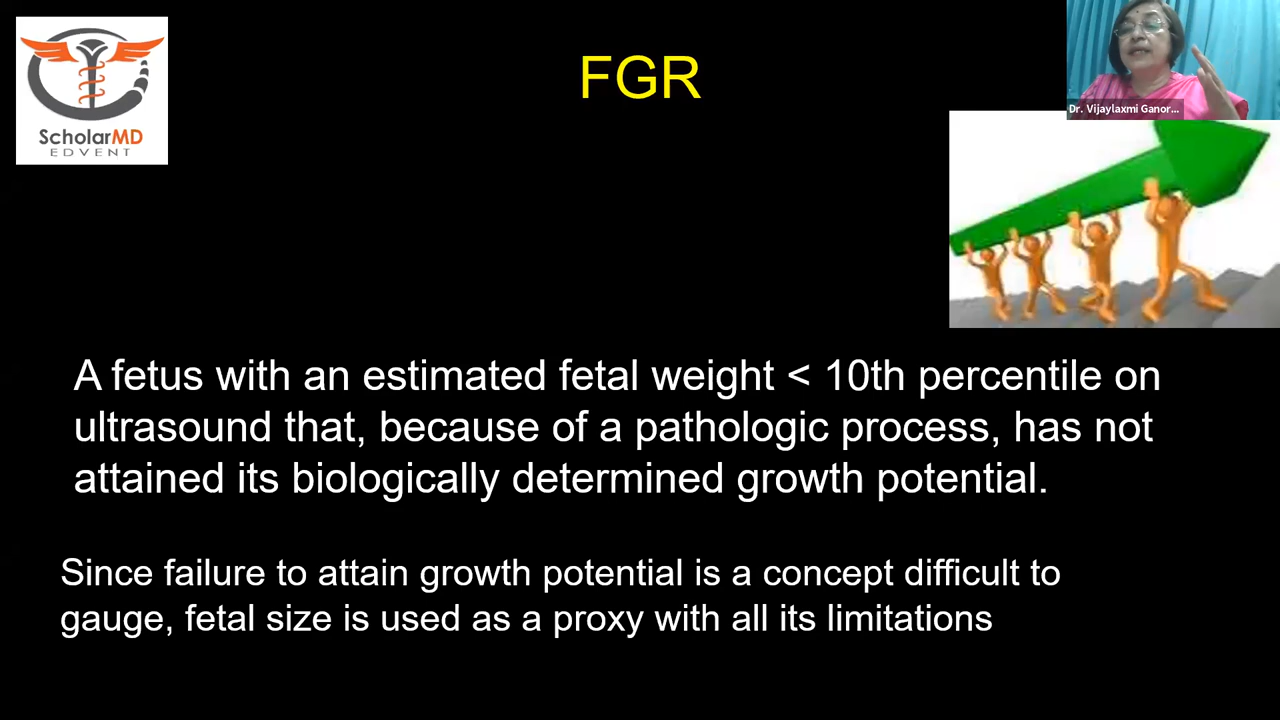 ScholarMD
EDVENT
FGR
Dr. Vijaylaxmi Ganor...
A fetus with an estimated fetal weight < 10th percentile on
ultrasound that, because of a pathologic process, has not
attained its biologically determined growth potential.
Since failure to attain growth potential is a concept difficult to
gauge, fetal size is used as a proxy with all its limitations